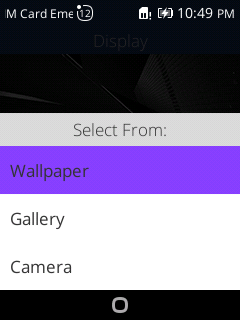 M Card Eme 12 10:49 PM
Display
Select From:
Wallpaper
Gallery
Camera